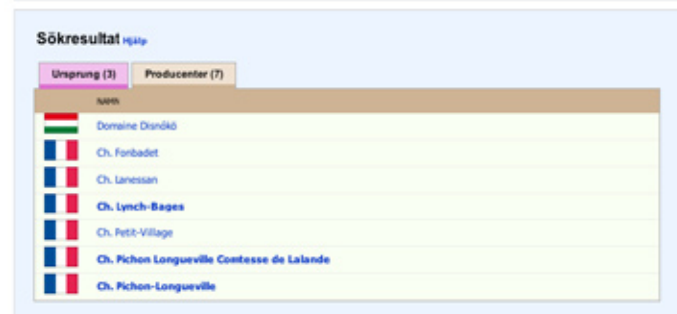 Sökresultat Hjälp
Ursprung (3) Producenter (7)
NAMN
Domaine Disnókö
Ch. Fonbadet
Ch. Lanessan
Ch. Lynch-Bages
Ch. Petit-Village
Ch. Pichon Longueville Comtesse de Lalande
Ch. Pichon-Longueville